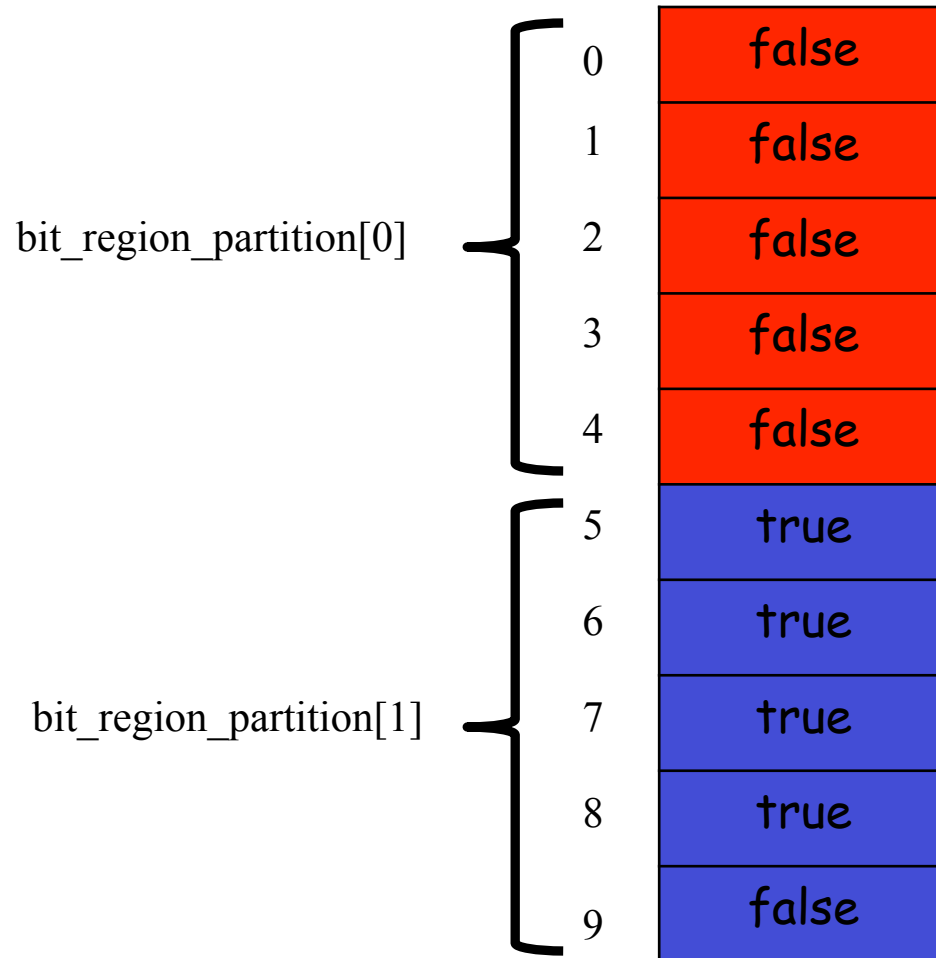 0 false
1 false
bit_region_partition[0] 2 false
3 false
4 false
5 true
6 true
bit_region_partition[1] 7 true
8 true
9 false